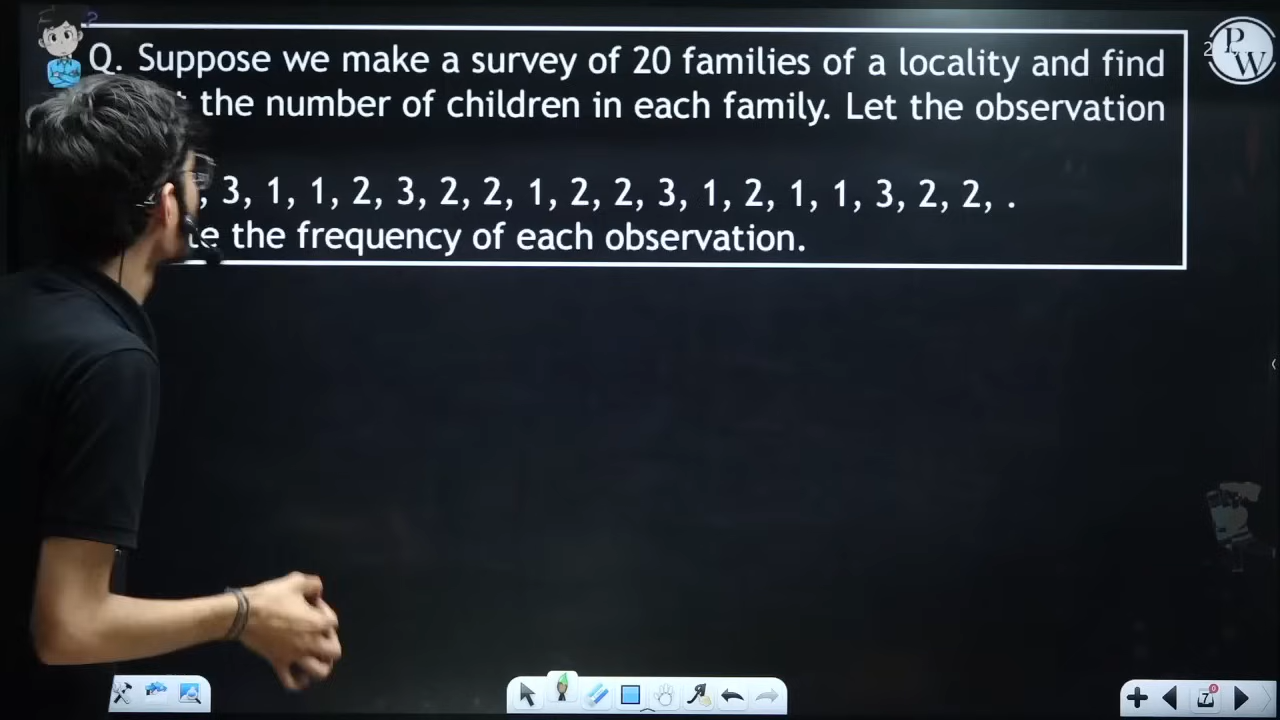 Q. Suppose we make a survey of 20 families of a locality and find
the number of children in each family. Let the observation
, 3, 1, 1, 2, 3, 2, 2, 1, 2, 2, 3, 1, 2, 1, 1, 3, 2, 2, .
the frequency of each observation.
P
W